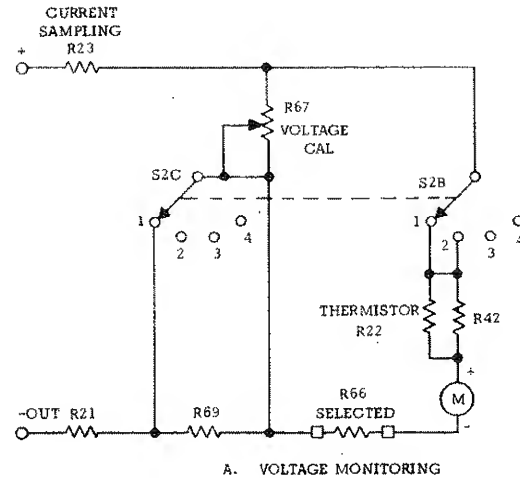 CURRENT
SAMPLING
R23
+
R67
VOLTAGE
CAL
S2C
S2B
1
2
3
4
1
2
3
4
THERMISTOR
R22
R42
+
M
-
-OUT
R21
R69
R66
SELECTED
A. VOLTAGE MONITORING